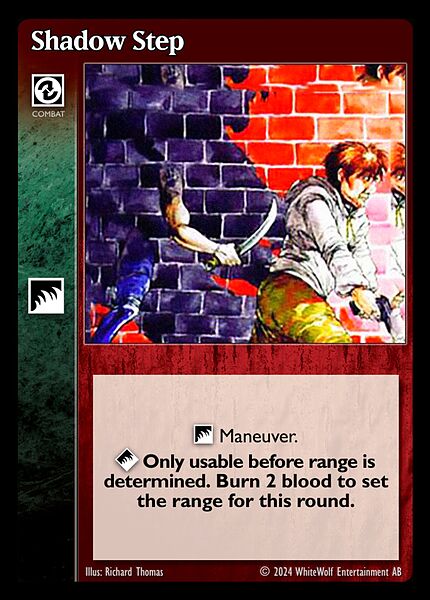 Shadow Step
COMBAT
Maneuver.
Only usable before range is
determined. Burn 2 blood to set
the range for this round.
Illus: Richard Thomas © 2024 WhiteWolf Entertainment AB